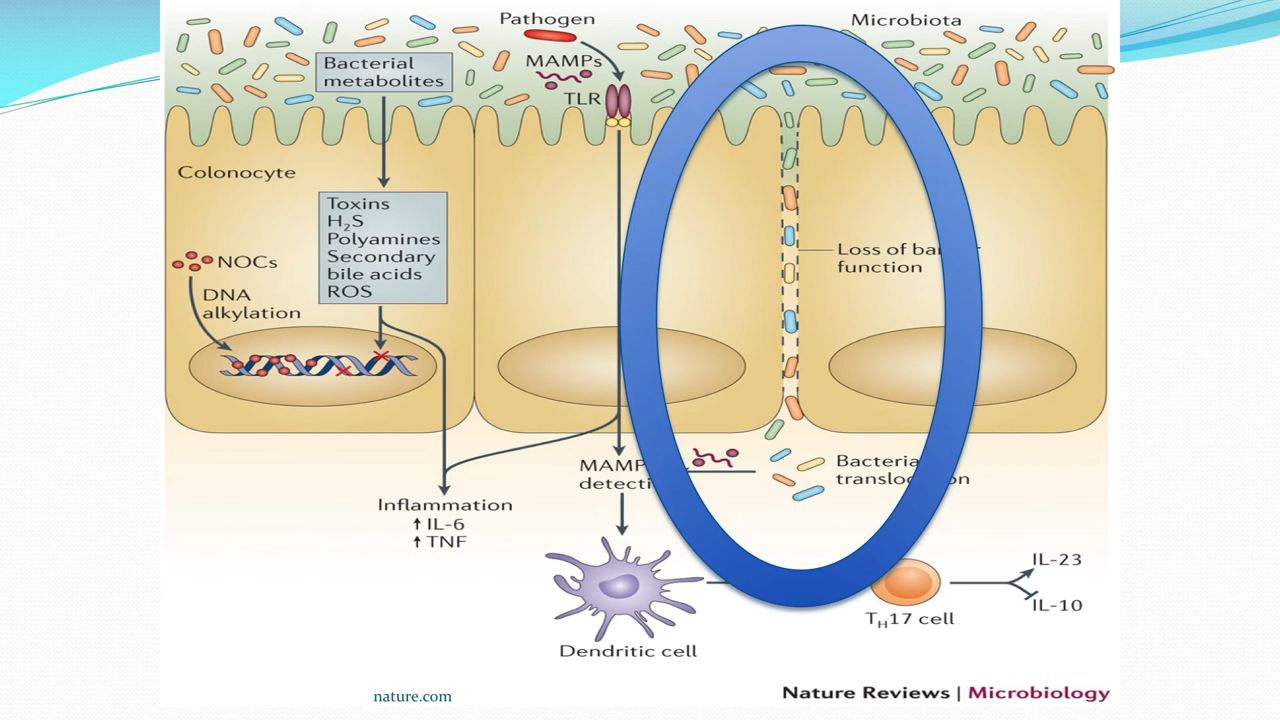 Pathogen
Microbiota
Bacterial
metabolites
MAMPs
TLR
Colonocyte
Toxins
H₂S
Polyamines
Secondary
bile acids
ROS
NOCs
DNA
alkylation
Loss of
function
MAMP
Bacteria
Inflammation
↑ IL-6
↑ TNF
IL-23
IL-10
TH17 cell
Dendritic cell
nature.com
Nature Reviews | Microbiology